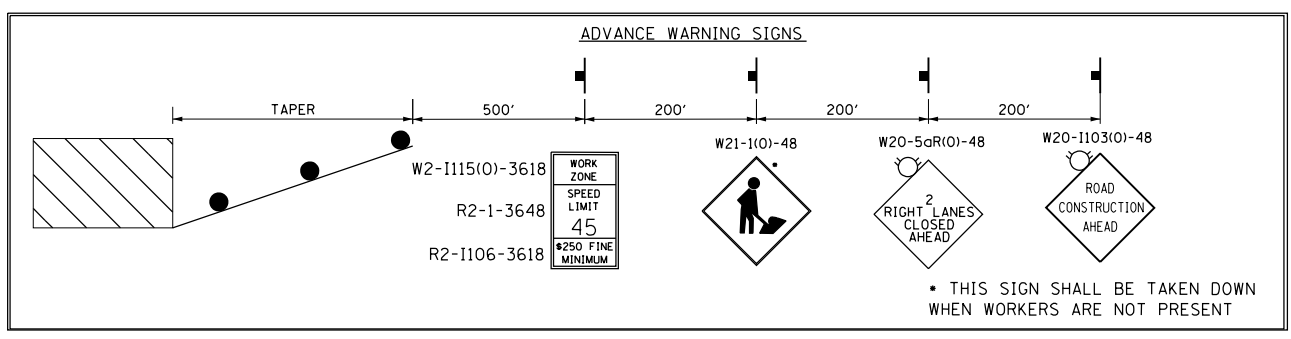 ADVANCE WARNING SIGNS
TAPER
500'
200'
200'
200'
W2-I115(O)-3618
R2-1-3648
R2-I106-3618
WORK
ZONE
SPEED
LIMIT
45
$250 FINE
MINIMUM
W21-1(O)-48
*
W20-5aR(O)-48
2
RIGHT LANES
CLOSED
AHEAD
W20-I103(O)-48
ROAD
CONSTRUCTION
AHEAD
* THIS SIGN SHALL BE TAKEN DOWN
WHEN WORKERS ARE NOT PRESENT